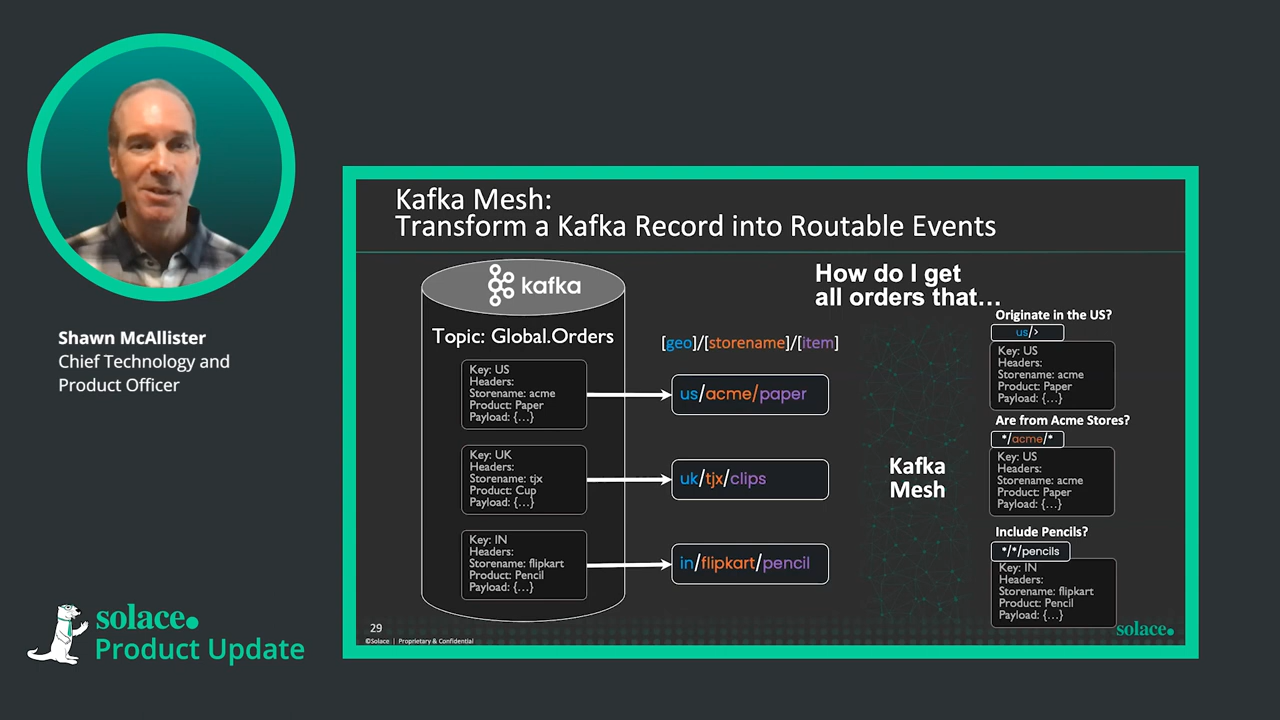 Shawn McAllister
Chief Technology and
Product Officer
solace.
Product Update
Kafka Mesh:
Transform a Kafka Record into Routable Events
kafka
Topic: Global.Orders
Key: US
Headers:
Storename: acme
Product: Paper
Payload: {...}
Key: UK
Headers:
Storename: tjx
Product: Cup
Payload: {...}
Key: IN
Headers:
Storename: flipkart
Product: Pencil
Payload: {...}
[geo]/[storename]/[item]
us/acme/paper
uk/tjx/clips
in/flipkart/pencil
Kafka
Mesh
How do I get
all orders that...
Originate in the US?
us/>
Key: US
Headers:
Storename: acme
Product: Paper
Payload: {...}
Are from Acme Stores?
*/acme/*
Key: US
Headers:
Storename: acme
Product: Paper
Payload: {...}
Include Pencils?
*/*/pencils
Key: IN
Headers:
Storename: flipkart
Product: Pencil
Payload: {...}
29
©Solace | Proprietary & Confidential
solace.